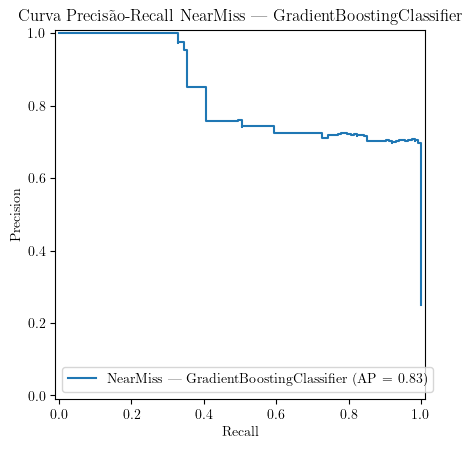 Curva Precisão-Recall NearMiss — GradientBoostingClassifier
1.0
0.8
0.6
0.4
0.2
0.0
Precision
NearMiss — GradientBoostingClassifier (AP = 0.83)
0.0 0.2 0.4 0.6 0.8 1.0
Recall